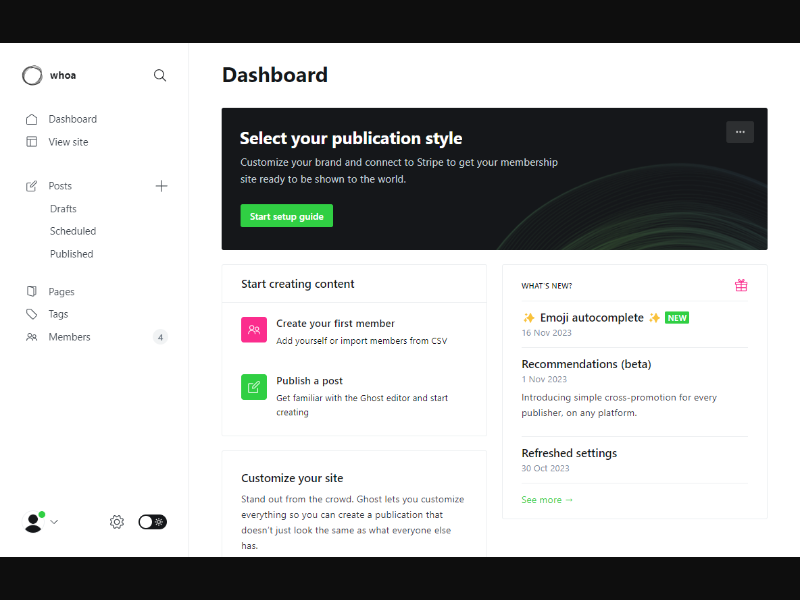 whoa
Dashboard
View site
Posts
Drafts
Scheduled
Published
Pages
Tags
Members
4
Dashboard
Select your publication style
Customize your brand and connect to Stripe to get your membership
site ready to be shown to the world.
Start setup guide
Start creating content
Create your first member
Add yourself or import members from CSV
Publish a post
Get familiar with the Ghost editor and start
creating
Customize your site
Stand out from the crowd. Ghost lets you customize
everything so you can create a publication that
doesn't just look the same as what everyone else
has.
WHAT'S NEW?
✨ Emoji autocomplete ✨ NEW
16 Nov 2023
Recommendations (beta)
1 Nov 2023
Introducing simple cross-promotion for every
publisher, on any platform.
Refreshed settings
30 Oct 2023
See more →